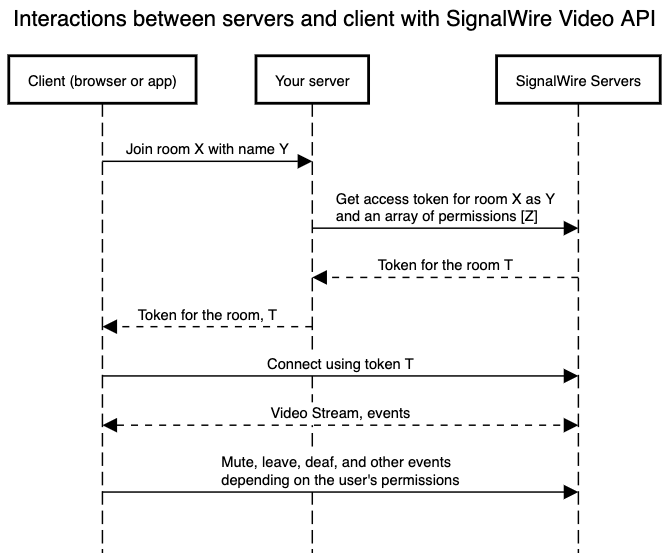 Interactions between servers and client with SignalWire Video API
Client (browser or app)
Your server
SignalWire Servers
Join room X with name Y
Get access token for room X as Y
and an array of permissions [Z]
Token for the room T
Token for the room, T
Connect using token T
Video Stream, events
Mute, leave, deaf, and other events
depending on the user's permissions